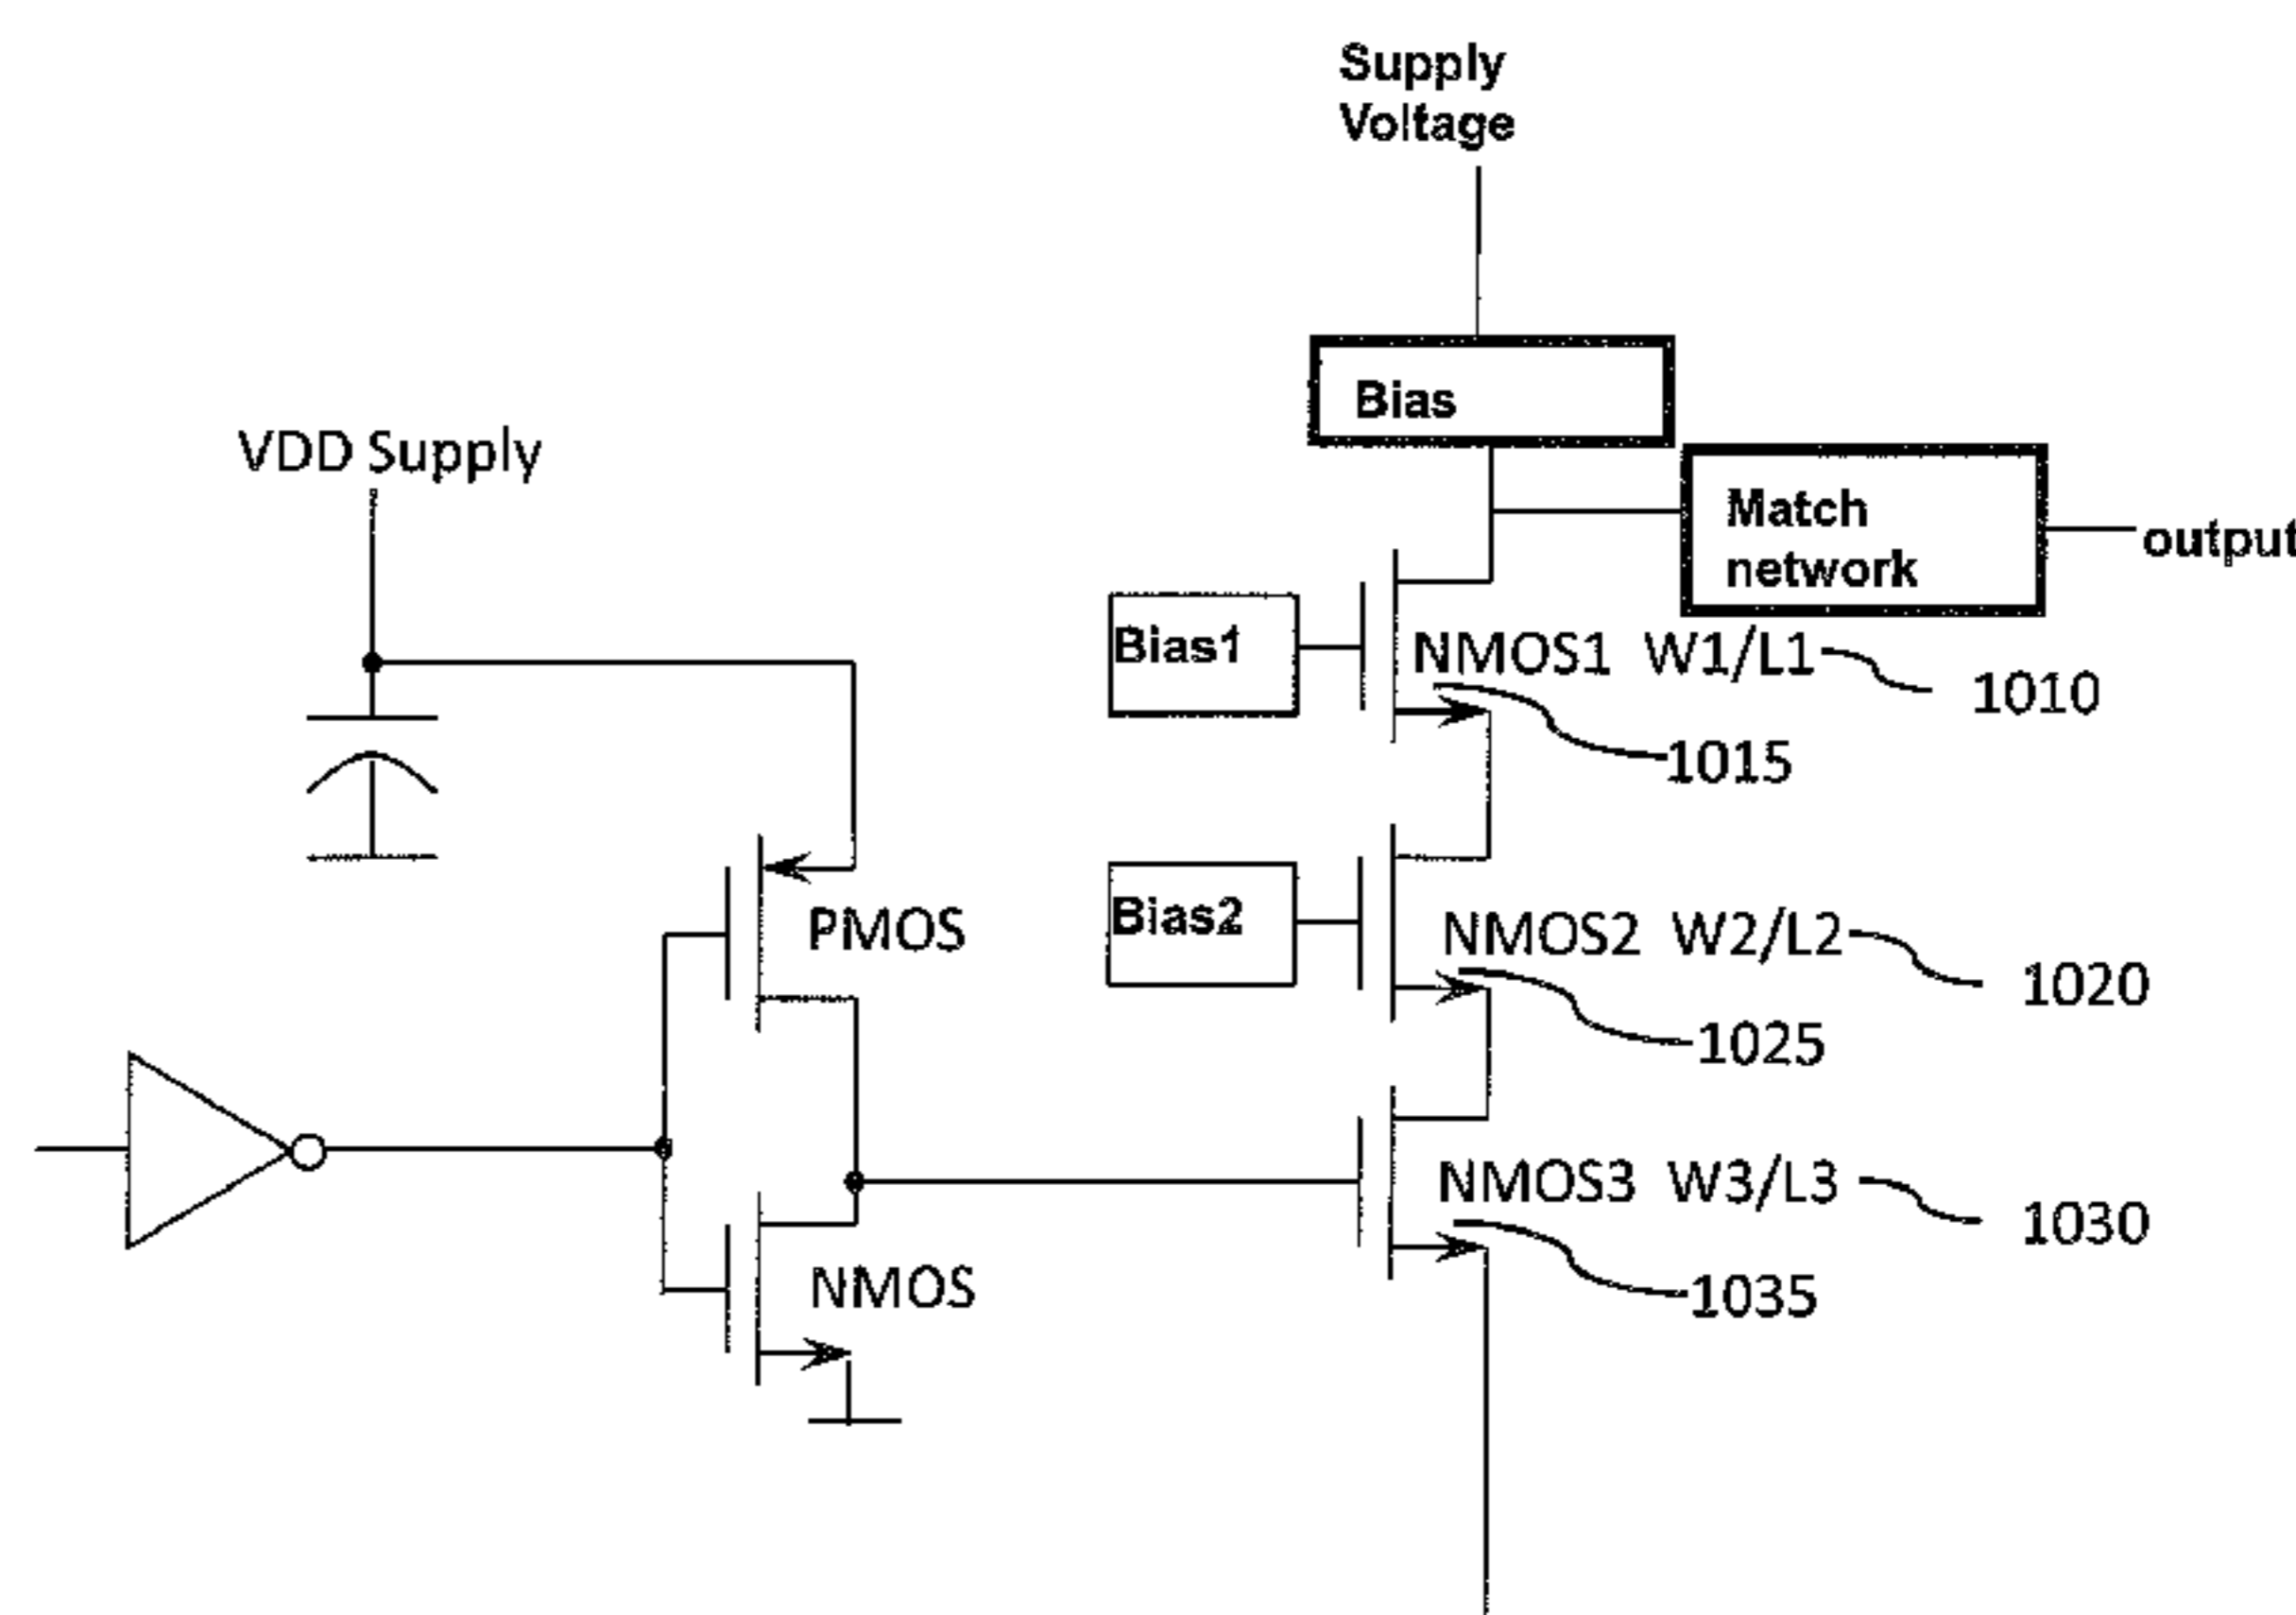 Supply
Voltage
Bias
VDD Supply
Match
network
output
Bias1
NMOS1 W1/L1
1010
1015
PMOS
Bias2
NMOS2 W2/L2
1020
1025
NMOS3 W3/L3
1030
NMOS
1035